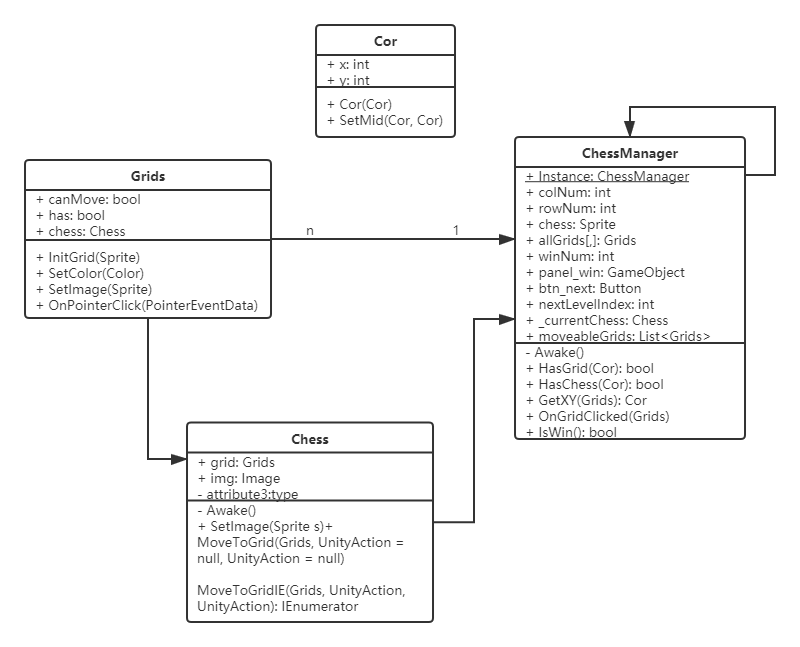 Cor
+ x: int
+ y: int
+ Cor(Cor)
+ SetMid(Cor, Cor)
Grids
+ canMove: bool
+ has: bool
+ chess: Chess
+ InitGrid(Sprite)
+ SetColor(Color)
+ SetImage(Sprite)
+ OnPointerClick(PointerEventData)
n
1
ChessManager
+ Instance: ChessManager
+ colNum: int
+ rowNum: int
+ chess: Sprite
+ allGrids[,]: Grids
+ winNum: int
+ panel_win: GameObject
+ btn_next: Button
+ nextLevelIndex: int
+ _currentChess: Chess
+ moveableGrids: List<Grids>
- Awake()
+ HasGrid(Cor): bool
+ HasChess(Cor): bool
+ GetXY(Grids): Cor
+ OnGridClicked(Grids)
+ IsWin(): bool
Chess
+ grid: Grids
+ img: Image
- attribute3:type
- Awake()
+ SetImage(Sprite s)+
MoveToGrid(Grids, UnityAction =
null, UnityAction = null)
MoveToGridIE(Grids, UnityAction,
UnityAction): IEnumerator